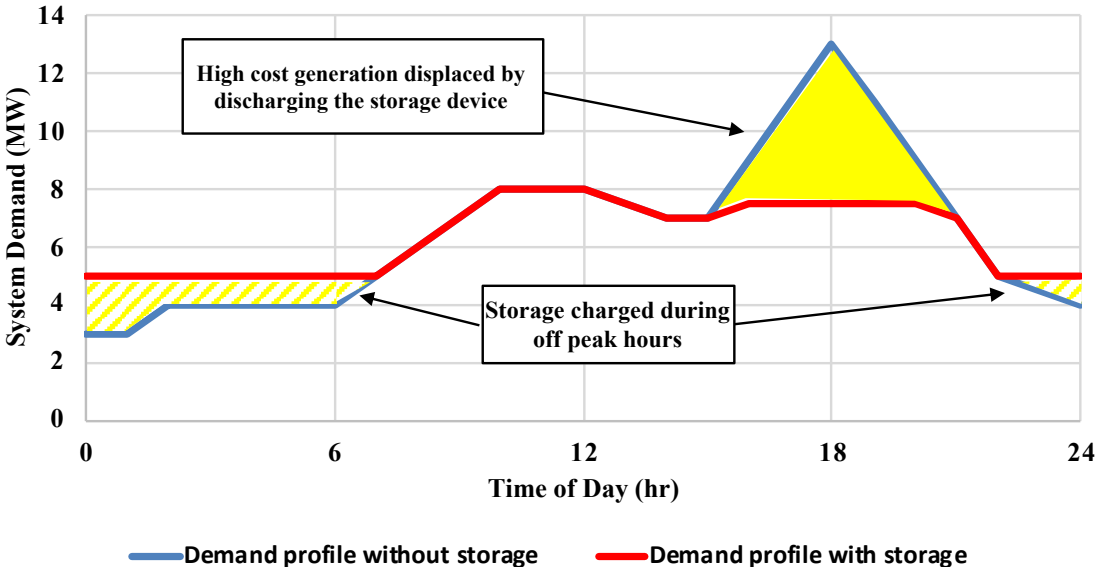 14
12
10
8
6
4
2
0
System Demand (MW)
High cost generation displaced by
discharging the storage device
Storage charged during
off peak hours
0 6 12 18 24
Time of Day (hr)
Demand profile without storage Demand profile with storage